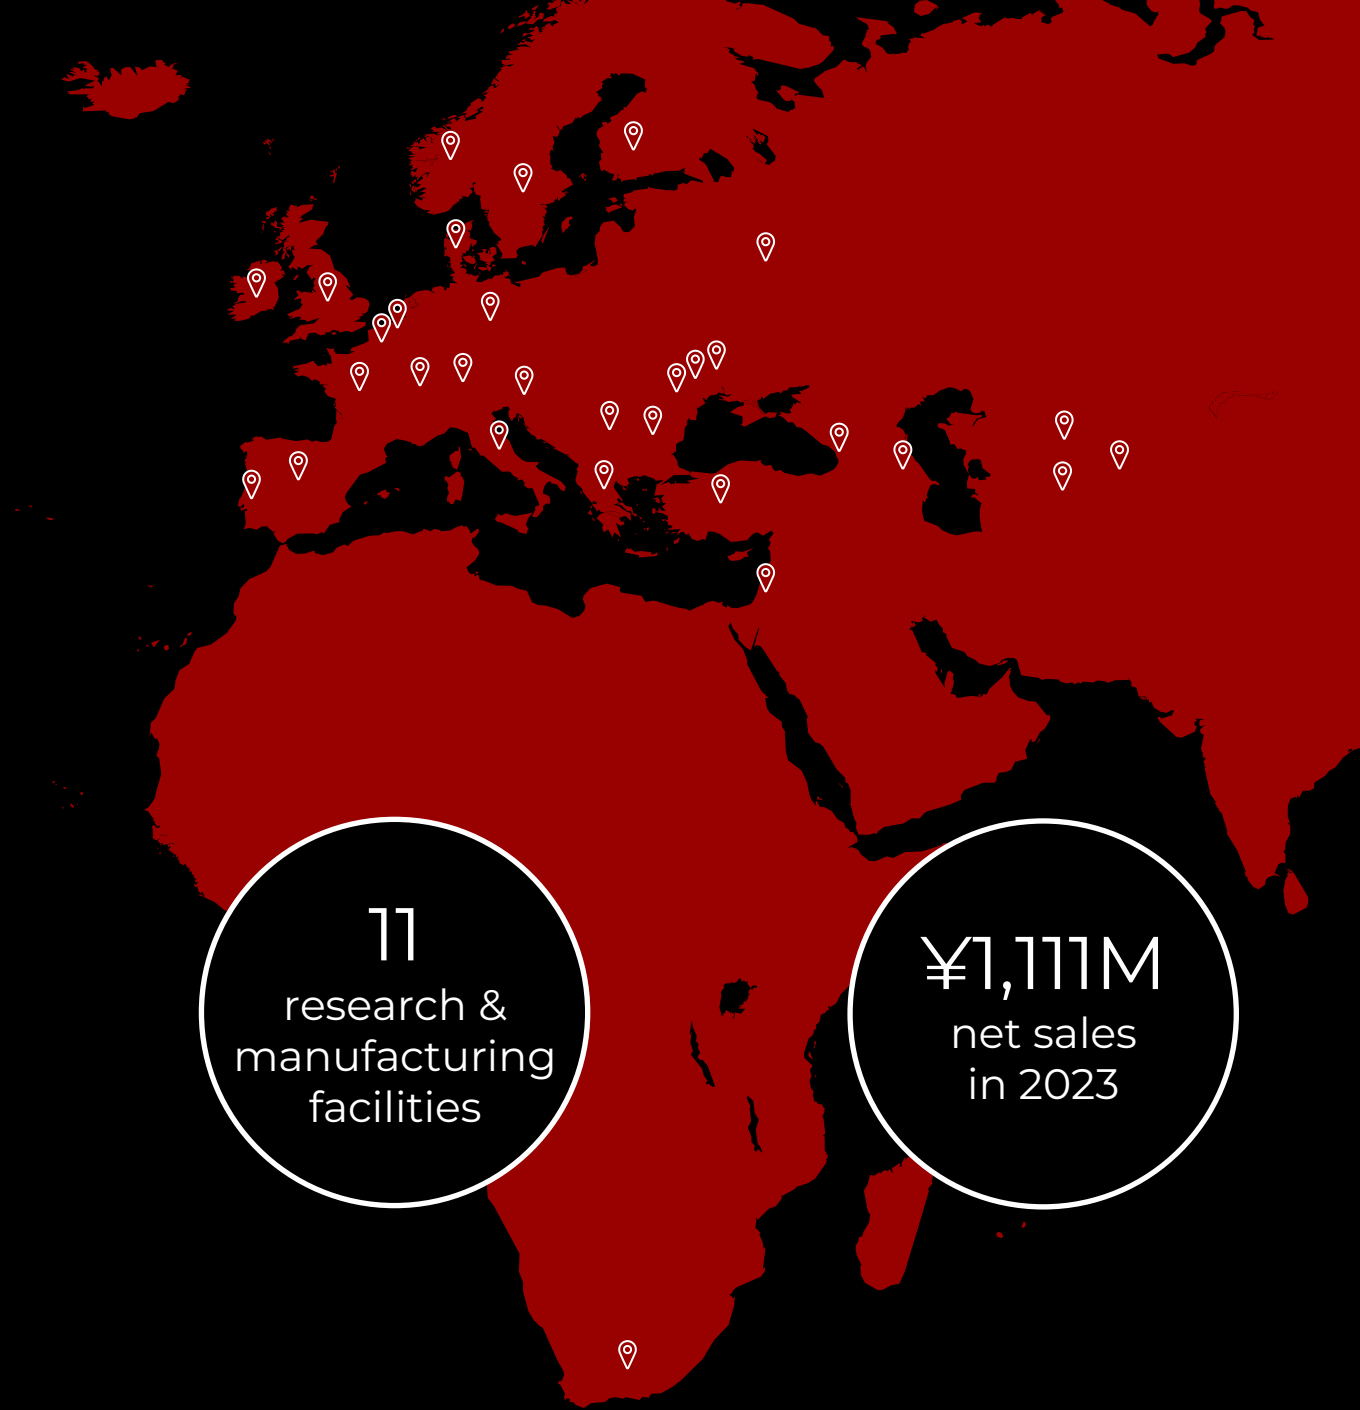 11
research &
manufacturing
facilities
¥1,111M
net sales
in 2023